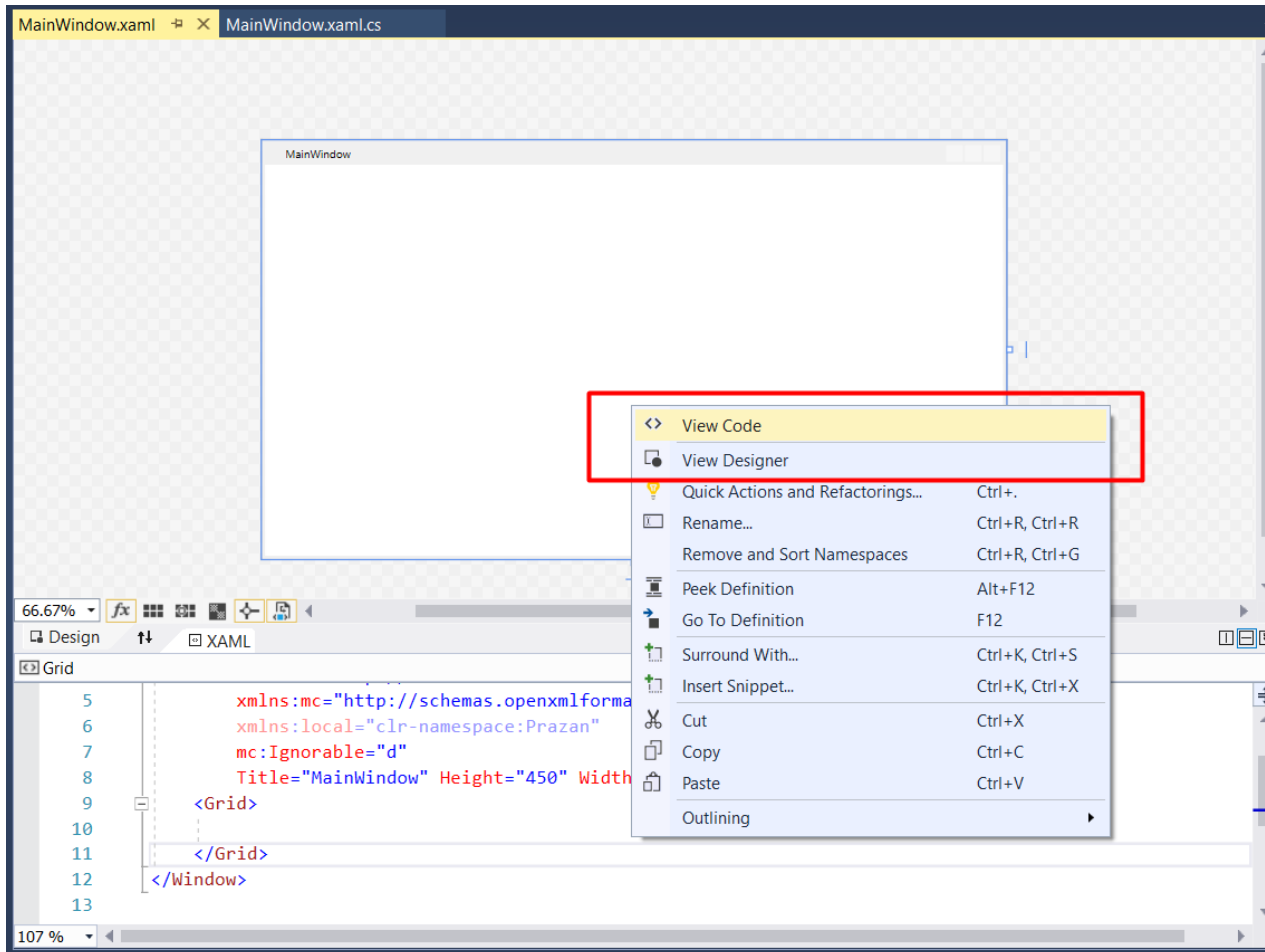 MainWindow.xaml
MainWindow.xaml.cs
MainWindow
View Code
View Designer
Quick Actions and Refactorings... Ctrl+.
Rename... Ctrl+R, Ctrl+R
Remove and Sort Namespaces Ctrl+R, Ctrl+G
Peek Definition Alt+F12
Go To Definition F12
Surround With... Ctrl+K, Ctrl+S
Insert Snippet... Ctrl+K, Ctrl+X
Cut Ctrl+X
Copy Ctrl+C
Paste Ctrl+V
Outlining
66.67% fx
Design XAML
Grid
5 xmlns:mc="http://schemas.openxmlforma
6 xmlns:local="clr-namespace:Prazan"
7 mc:Ignorable="d"
8 Title="MainWindow" Height="450" Width
9 <Grid>
10
11 </Grid>
12 </Window>
13
107 %